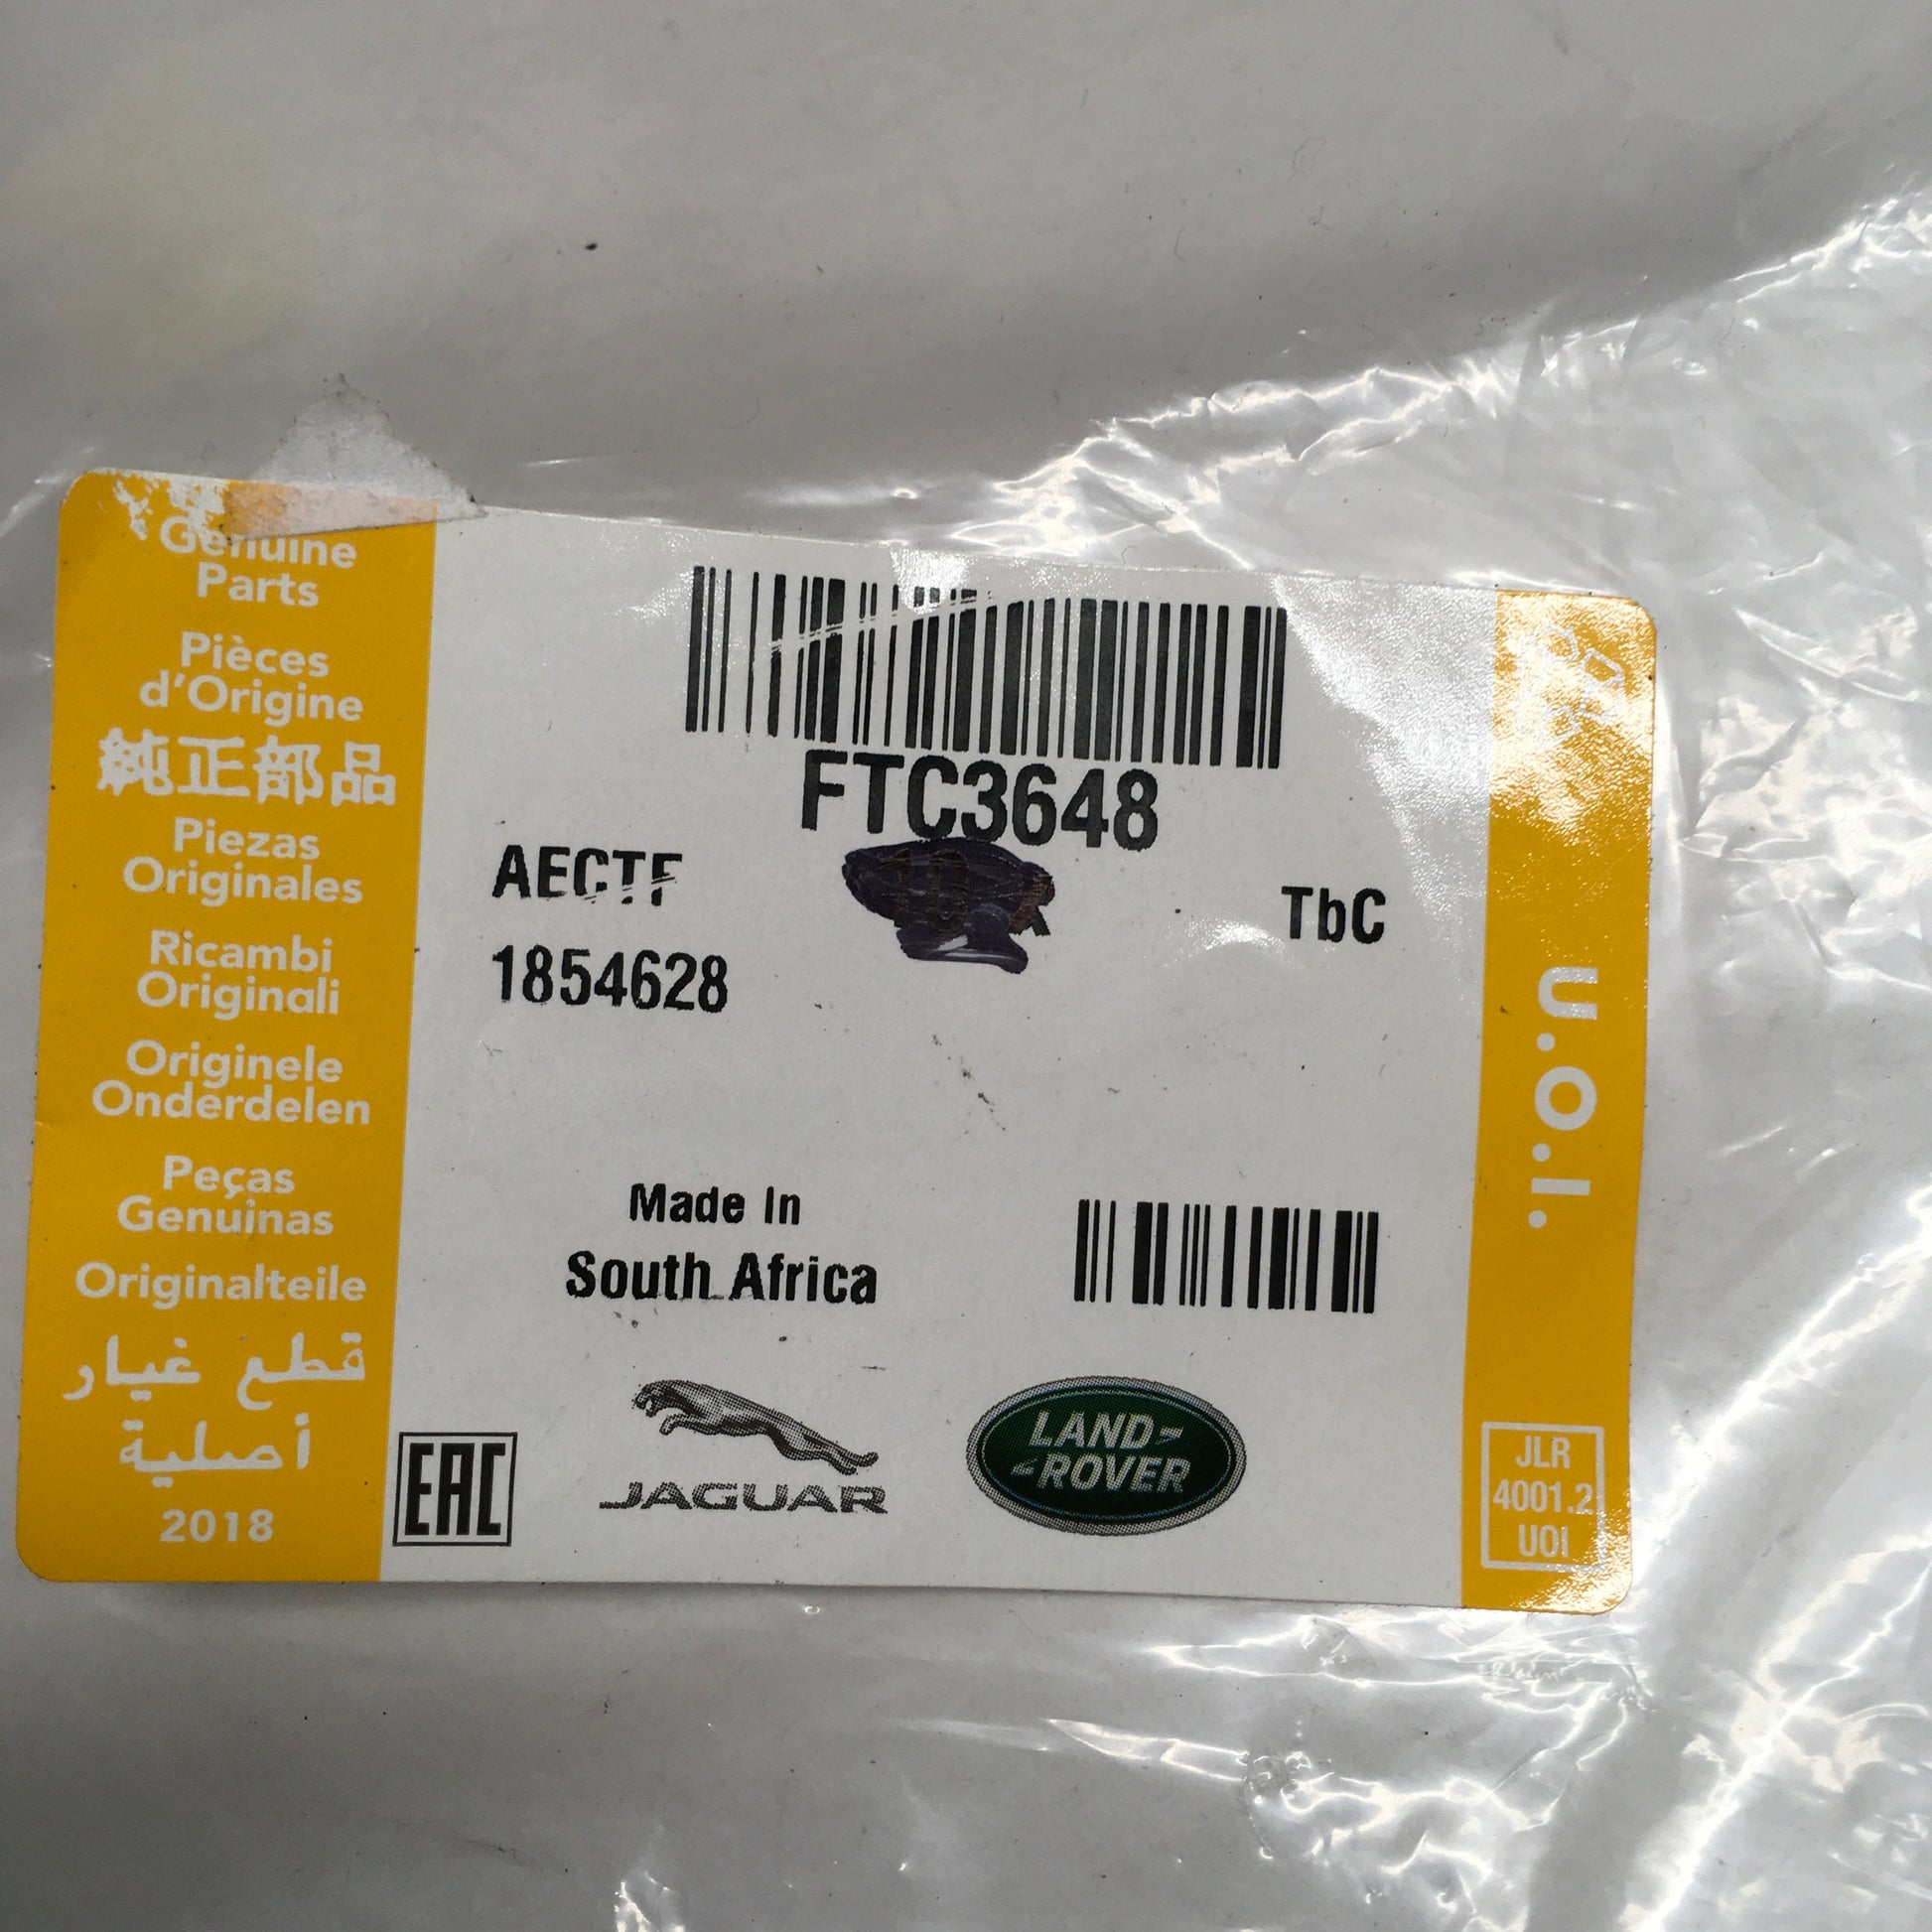 Genuine
Parts
Pièces
d'Origine
純正部品
Piezas
Originales
Ricambi
Originali
Originele
Onderdelen
Peças
Genuinas
Originalteile
قطع غيار
أصلية
2018
FTC3648
AECTF
TbC
1854628
Made In
South Africa
EAC
JAGUAR
LAND-
-ROVER
U.O.I.
JLR
4001.2
UOI